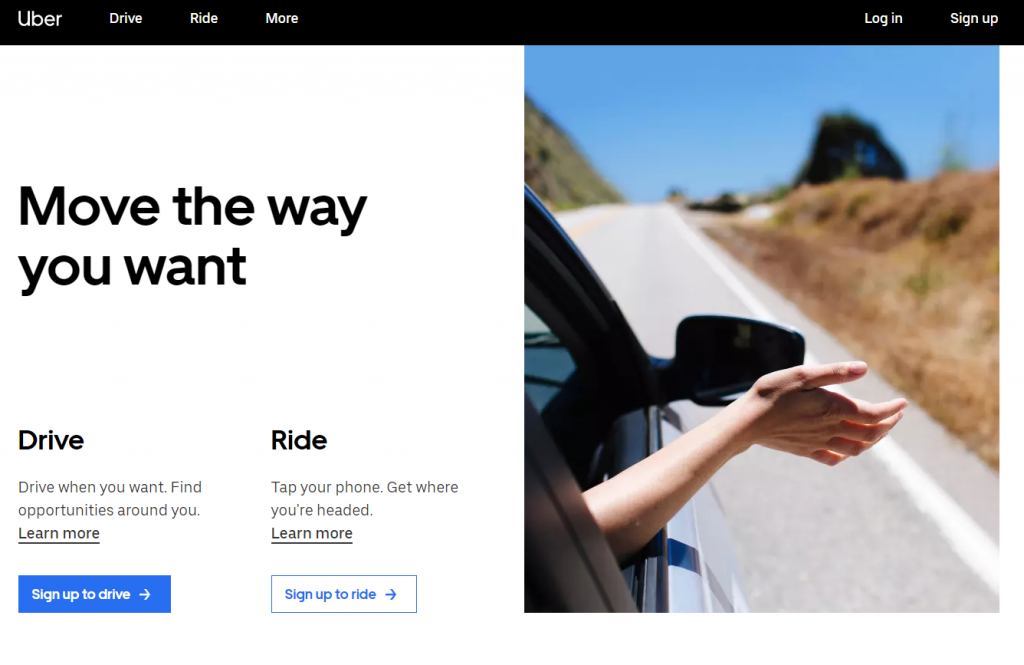 Uber Drive Ride More Log in Sign up
Move the way
you want
Drive
Drive when you want. Find
opportunities around you.
Learn more
Sign up to drive →
Ride
Tap your phone. Get where
you're headed.
Learn more
Sign up to ride →